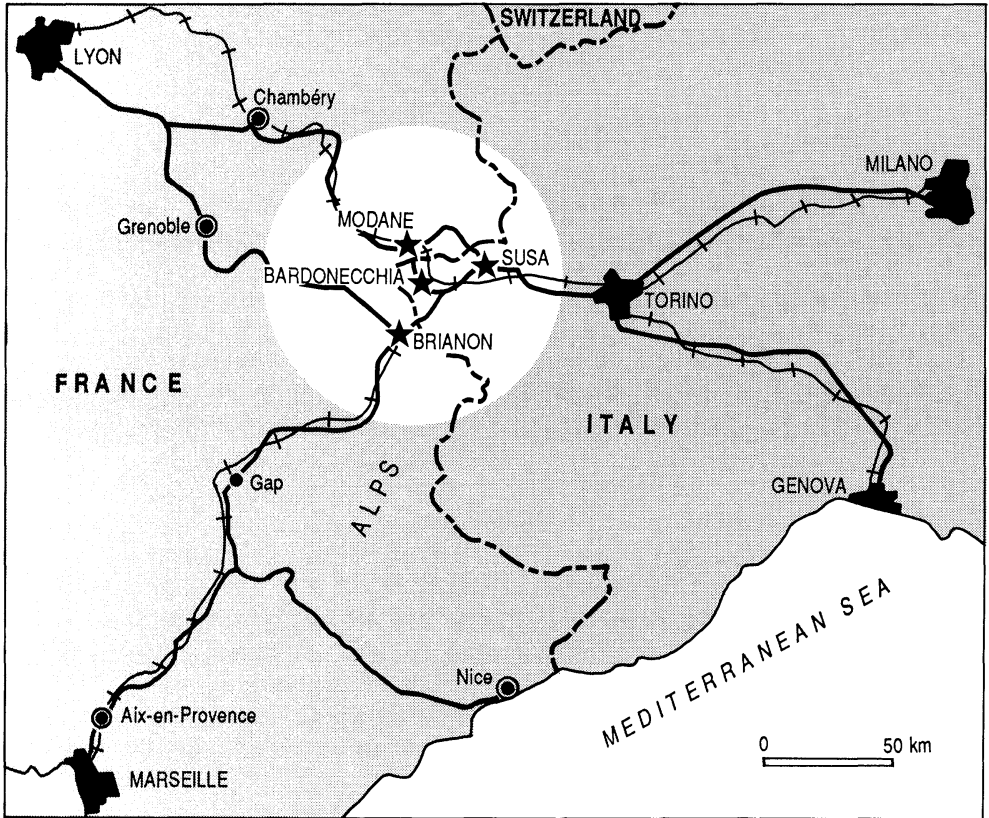 SWITZERLAND
LYON
Chambéry
MILANO
Grenoble
MODANE
SUSA
BARDONECCHIA
TORINO
BRIANON
FRANCE
ITALY
ALPS
Gap
GENOVA
MEDITERRANEAN SEA
Nice
Aix-en-Provence
0 50 km
MARSEILLE